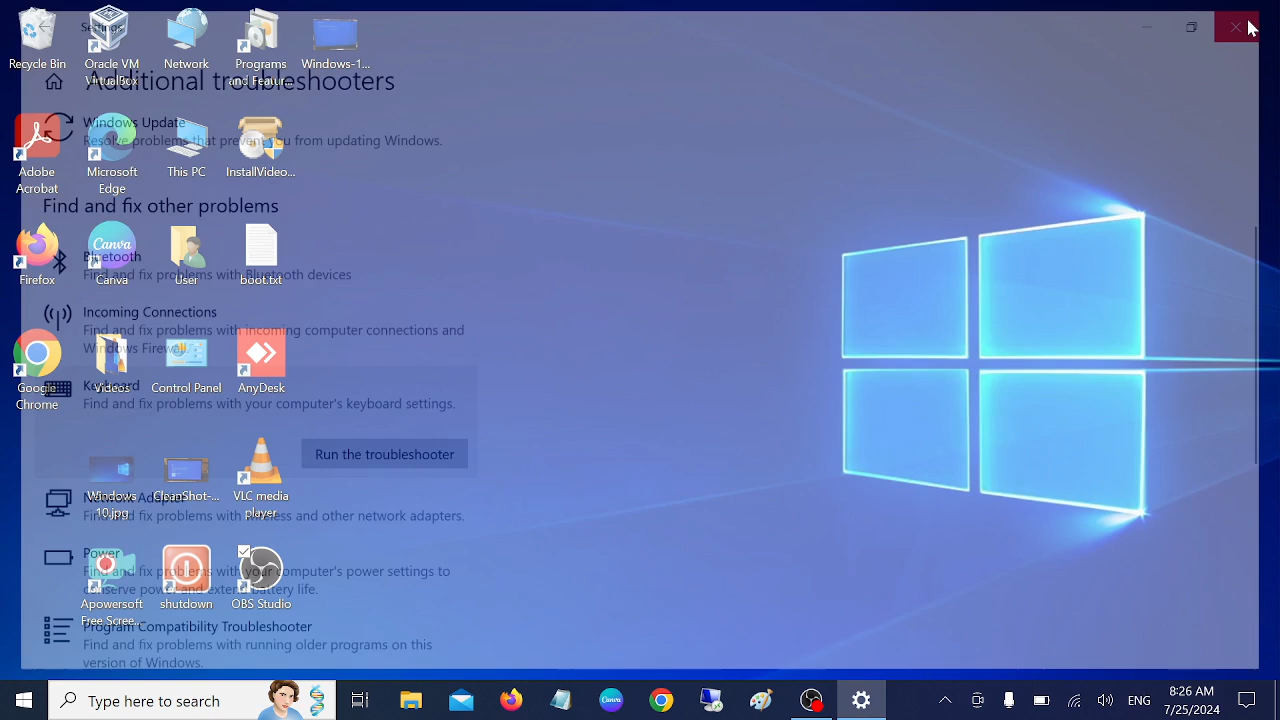 Settings
Additional troubleshooters
Windows Update
Resolve problems that prevent you from updating Windows.
Find and fix other problems
Bluetooth
Find and fix problems with Bluetooth devices
Incoming Connections
Find and fix problems with incoming computer connections and
Windows Firewall.
Keyboard
Find and fix problems with your computer's keyboard settings.
Run the troubleshooter
Network Adapter
Find and fix problems with wireless and other network adapters.
Power
Find and fix problems with your computer's power settings to
conserve power and extend battery life.
Program Compatibility Troubleshooter
Find and fix problems with running older programs on this
version of Windows.
Recycle Bin
Oracle VM
VirtualBox
Network
Programs
and Featur...
Windows-1...
Adobe
Acrobat
Microsoft
Edge
This PC
InstallVideo...
Firefox
Canva
Canva
User
boot.txt
Google
Chrome
Videos
Control Panel
AnyDesk
Windows
10.jpg
CleanShot-...
VLC media
player
Apowersoft
Free Scree...
shutdown
OBS Studio
Type here to search
Canva
ENG
8:26 AM
7/25/2024